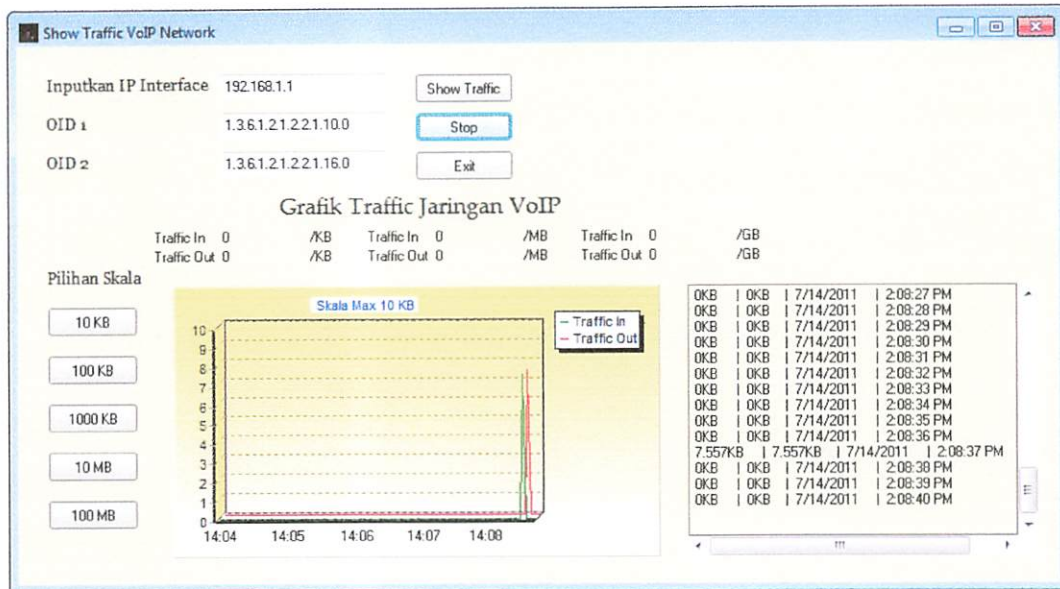 Show Traffic VoIP Network
Inputkan IP Interface 192.168.1.1 Show Traffic
OID 1 1.3.6.1.2.1.2.2.1.10.0 Stop
OID 2 1.3.6.1.2.1.2.2.1.16.0 Exit
Grafik Traffic Jaringan VoIP
Traffic In 0 /KB Traffic In 0 /MB Traffic In 0 /GB
Traffic Out 0 /KB Traffic Out 0 /MB Traffic Out 0 /GB
Pilihan Skala
10 KB
100 KB
1000 KB
10 MB
100 MB
Skala Max 10 KB
Traffic In
Traffic Out
10
9
8
7
6
5
4
3
2
1
0
14:04 14:05 14:06 14:07 14:08
0KB | 0KB | 7/14/2011 | 2:08:27 PM
0KB | 0KB | 7/14/2011 | 2:08:28 PM
0KB | 0KB | 7/14/2011 | 2:08:29 PM
0KB | 0KB | 7/14/2011 | 2:08:30 PM
0KB | 0KB | 7/14/2011 | 2:08:31 PM
0KB | 0KB | 7/14/2011 | 2:08:32 PM
0KB | 0KB | 7/14/2011 | 2:08:33 PM
0KB | 0KB | 7/14/2011 | 2:08:34 PM
0KB | 0KB | 7/14/2011 | 2:08:35 PM
0KB | 0KB | 7/14/2011 | 2:08:36 PM
7.557KB | 7.557KB | 7/14/2011 | 2:08:37 PM
0KB | 0KB | 7/14/2011 | 2:08:38 PM
0KB | 0KB | 7/14/2011 | 2:08:39 PM
0KB | 0KB | 7/14/2011 | 2:08:40 PM